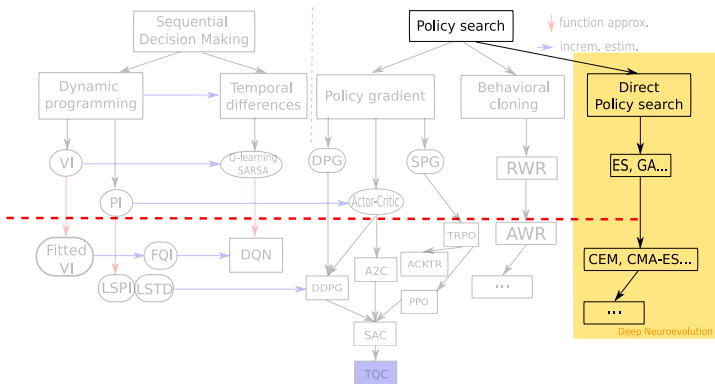 Sequential
Decision Making
Policy search
function approx.
increm. estim.
Dynamic
programming
Temporal
differences
Policy gradient
Behavioral
cloning
Direct
Policy search
VI
Q-learning
SARSA
DPG
SPG
RWR
ES, GA...
PI
Actor-Critic
TRPO
AWR
Fitted
VI
FQI
DQN
A2C
ACKTR
CEM, CMA-ES...
LSPI
LSTD
DDPG
PPO
...
...
SAC
Deep Neuroevolution
TQC